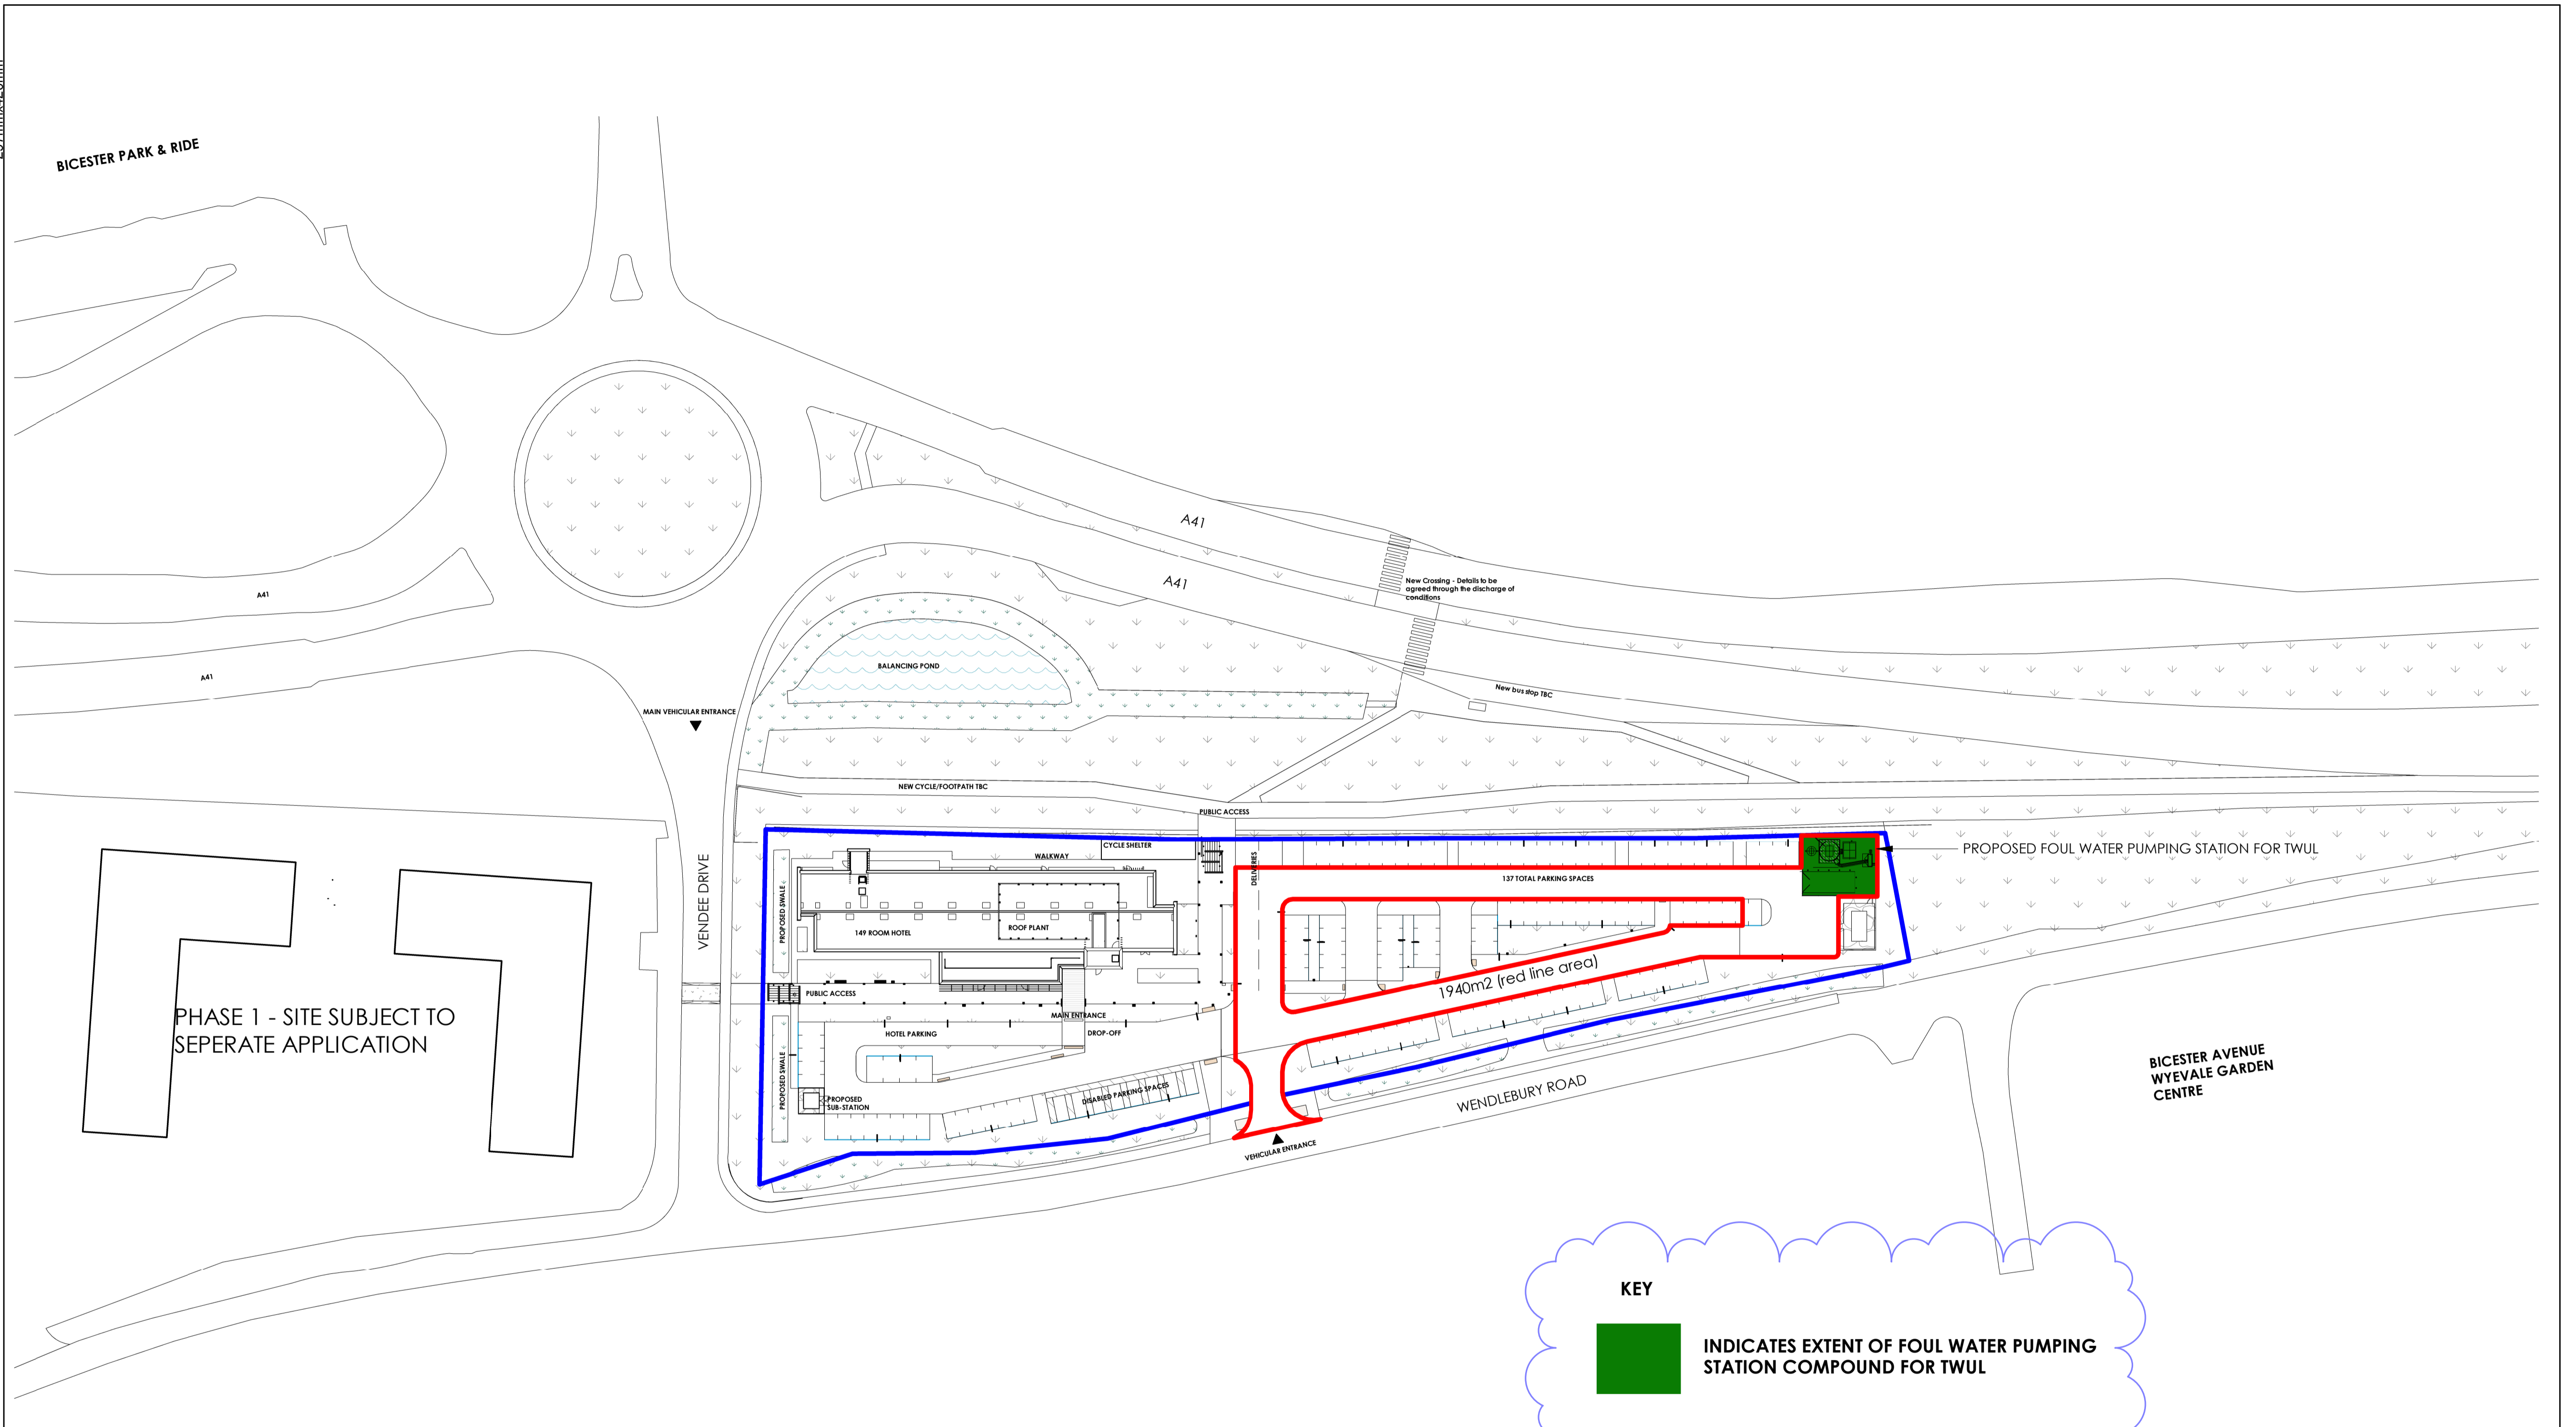 BICESTER PARK & RIDE
A41
A41
New Crossing - Details to be
agreed through the discharge of
conditions
A41
A41
BALANCING POND
New bus stop TBC
MAIN VEHICULAR ENTRANCE
NEW CYCLE/FOOTPATH TBC
PUBLIC ACCESS
CYCLE SHELTER
WALKWAY
DELIVERIES
PROPOSED FOUL WATER PUMPING STATION FOR TWUL
137 TOTAL PARKING SPACES
VENDEE DRIVE
PROPOSED SWALE
149 ROOM HOTEL
ROOF PLANT
1940m2 (red line area)
PUBLIC ACCESS
PHASE 1 - SITE SUBJECT TO
SEPERATE APPLICATION
MAIN ENTRANCE
HOTEL PARKING
DROP-OFF
PROPOSED SWALE
PROPOSED
SUB-STATION
DISABLED PARKING SPACES
WENDLEBURY ROAD
BICESTER AVENUE
WYEVALE GARDEN
CENTRE
VEHICULAR ENTRANCE
KEY
INDICATES EXTENT OF FOUL WATER PUMPING
STATION COMPOUND FOR TWUL